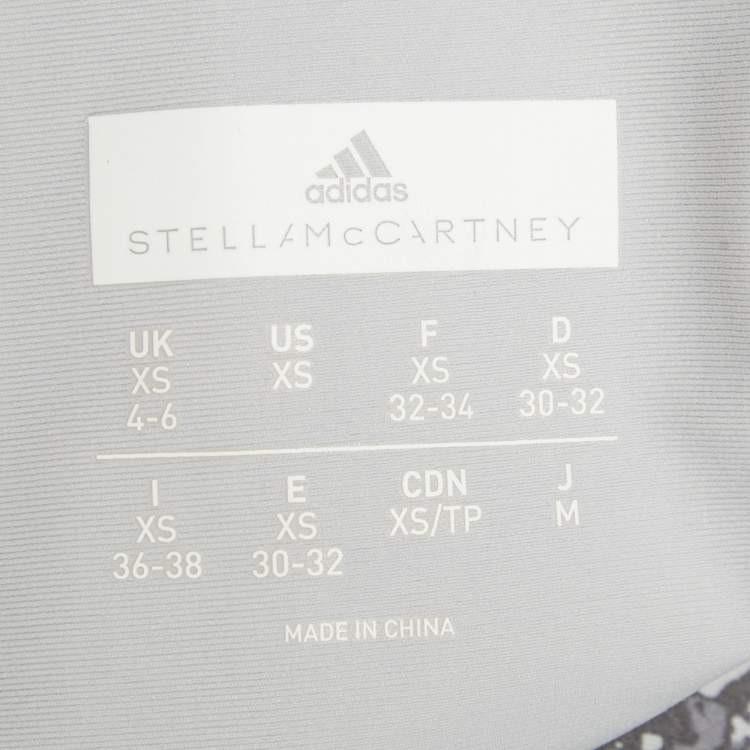 adidas
STELLAMcCARTNEY
UK US F D
XS XS XS XS
4-6 32-34 30-32
I E CDN J
XS XS XS/TP M
36-38 30-32
MADE IN CHINA